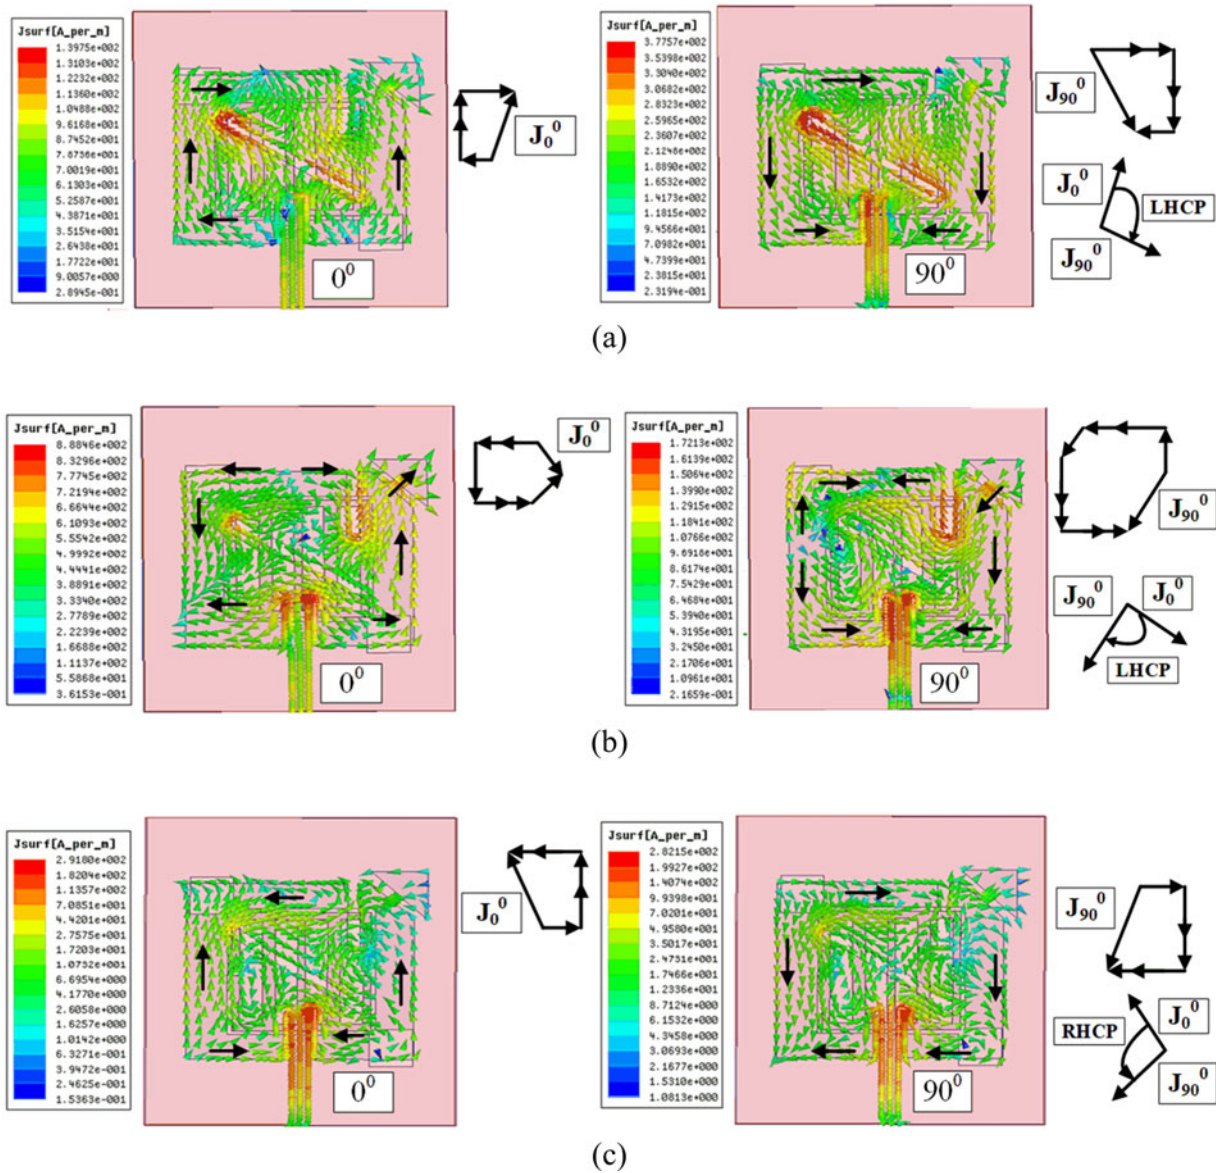 Jsurf[A_per_m]
1.3975e+002
1.3103e+002
1.2232e+002
1.1360e+002
1.0488e+002
9.6168e+001
8.7452e+001
7.8736e+001
7.0019e+001
6.1303e+001
5.2587e+001
4.3871e+001
3.5154e+001
2.6438e+001
1.7722e+001
9.0057e+000
2.8945e-001
0⁰
J₀⁰
Jsurf[A_per_m]
3.7757e+002
3.5398e+002
3.3040e+002
3.0682e+002
2.8323e+002
2.5965e+002
2.3607e+002
2.1248e+002
1.8890e+002
1.6532e+002
1.4173e+002
1.1815e+002
9.4566e+001
7.0982e+001
4.7399e+001
2.3815e+001
2.3194e-001
90⁰
J₉₀⁰
J₀⁰
LHCP
J₉₀⁰
(a)
Jsurf[A_per_m]
8.8846e+002
8.3296e+002
7.7745e+002
7.2194e+002
6.6644e+002
6.1093e+002
5.5542e+002
4.9992e+002
4.4441e+002
3.8891e+002
3.3340e+002
2.7789e+002
2.2239e+002
1.6688e+002
1.1137e+002
5.5868e+001
3.6153e-001
0⁰
J₀⁰
Jsurf[A_per_m]
1.7213e+002
1.6139e+002
1.5064e+002
1.3990e+002
1.2915e+002
1.1841e+002
1.0766e+002
9.6918e+001
8.6174e+001
7.5429e+001
6.4684e+001
5.3940e+001
4.3195e+001
3.2450e+001
2.1706e+001
1.0961e+001
2.1659e-001
90⁰
J₉₀⁰
J₉₀⁰
J₀⁰
LHCP
(b)
Jsurf[A_per_m]
2.9180e+002
1.8204e+002
1.1357e+002
7.0851e+001
4.4201e+001
2.7575e+001
1.7203e+001
1.0732e+001
6.6954e+000
4.1770e+000
2.6058e+000
1.6257e+000
1.0142e+000
6.3271e-001
3.9472e-001
2.4625e-001
1.5363e-001
0⁰
J₀⁰
Jsurf[A_per_m]
2.8215e+002
1.9927e+002
1.4074e+002
9.9398e+001
7.0201e+001
4.9580e+001
3.5017e+001
2.4731e+001
1.7466e+001
1.2336e+001
8.7124e+000
6.1532e+000
4.3458e+000
3.0693e+000
2.1677e+000
1.5310e+000
1.0813e+000
90⁰
J₉₀⁰
RHCP
J₀⁰
J₉₀⁰
(c)